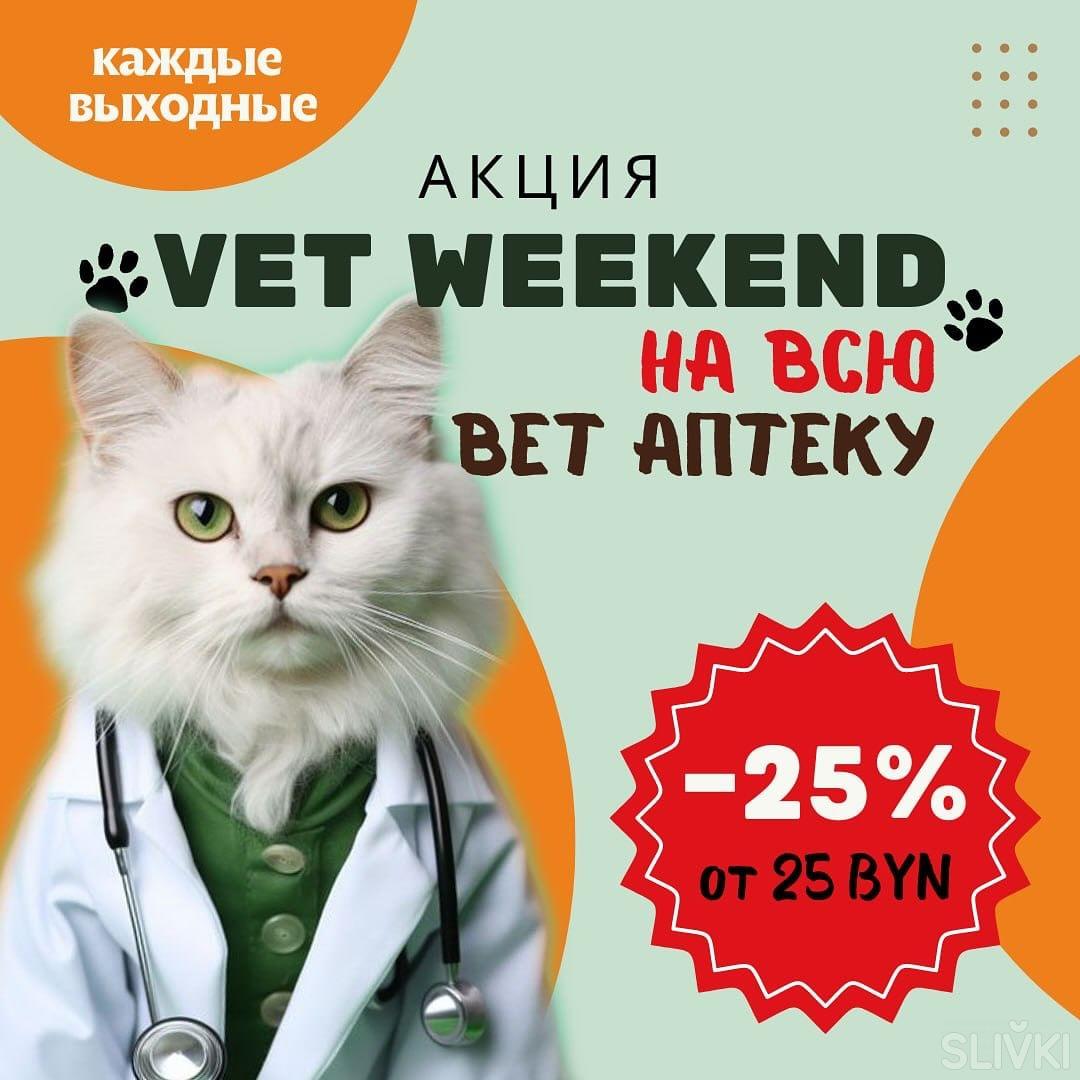 каждые
выходные
АКЦИЯ
VET WEEKEND
НА ВСЮ
ВЕТ АПТЕКУ
-25%
от 25 BYN
SLIVKI